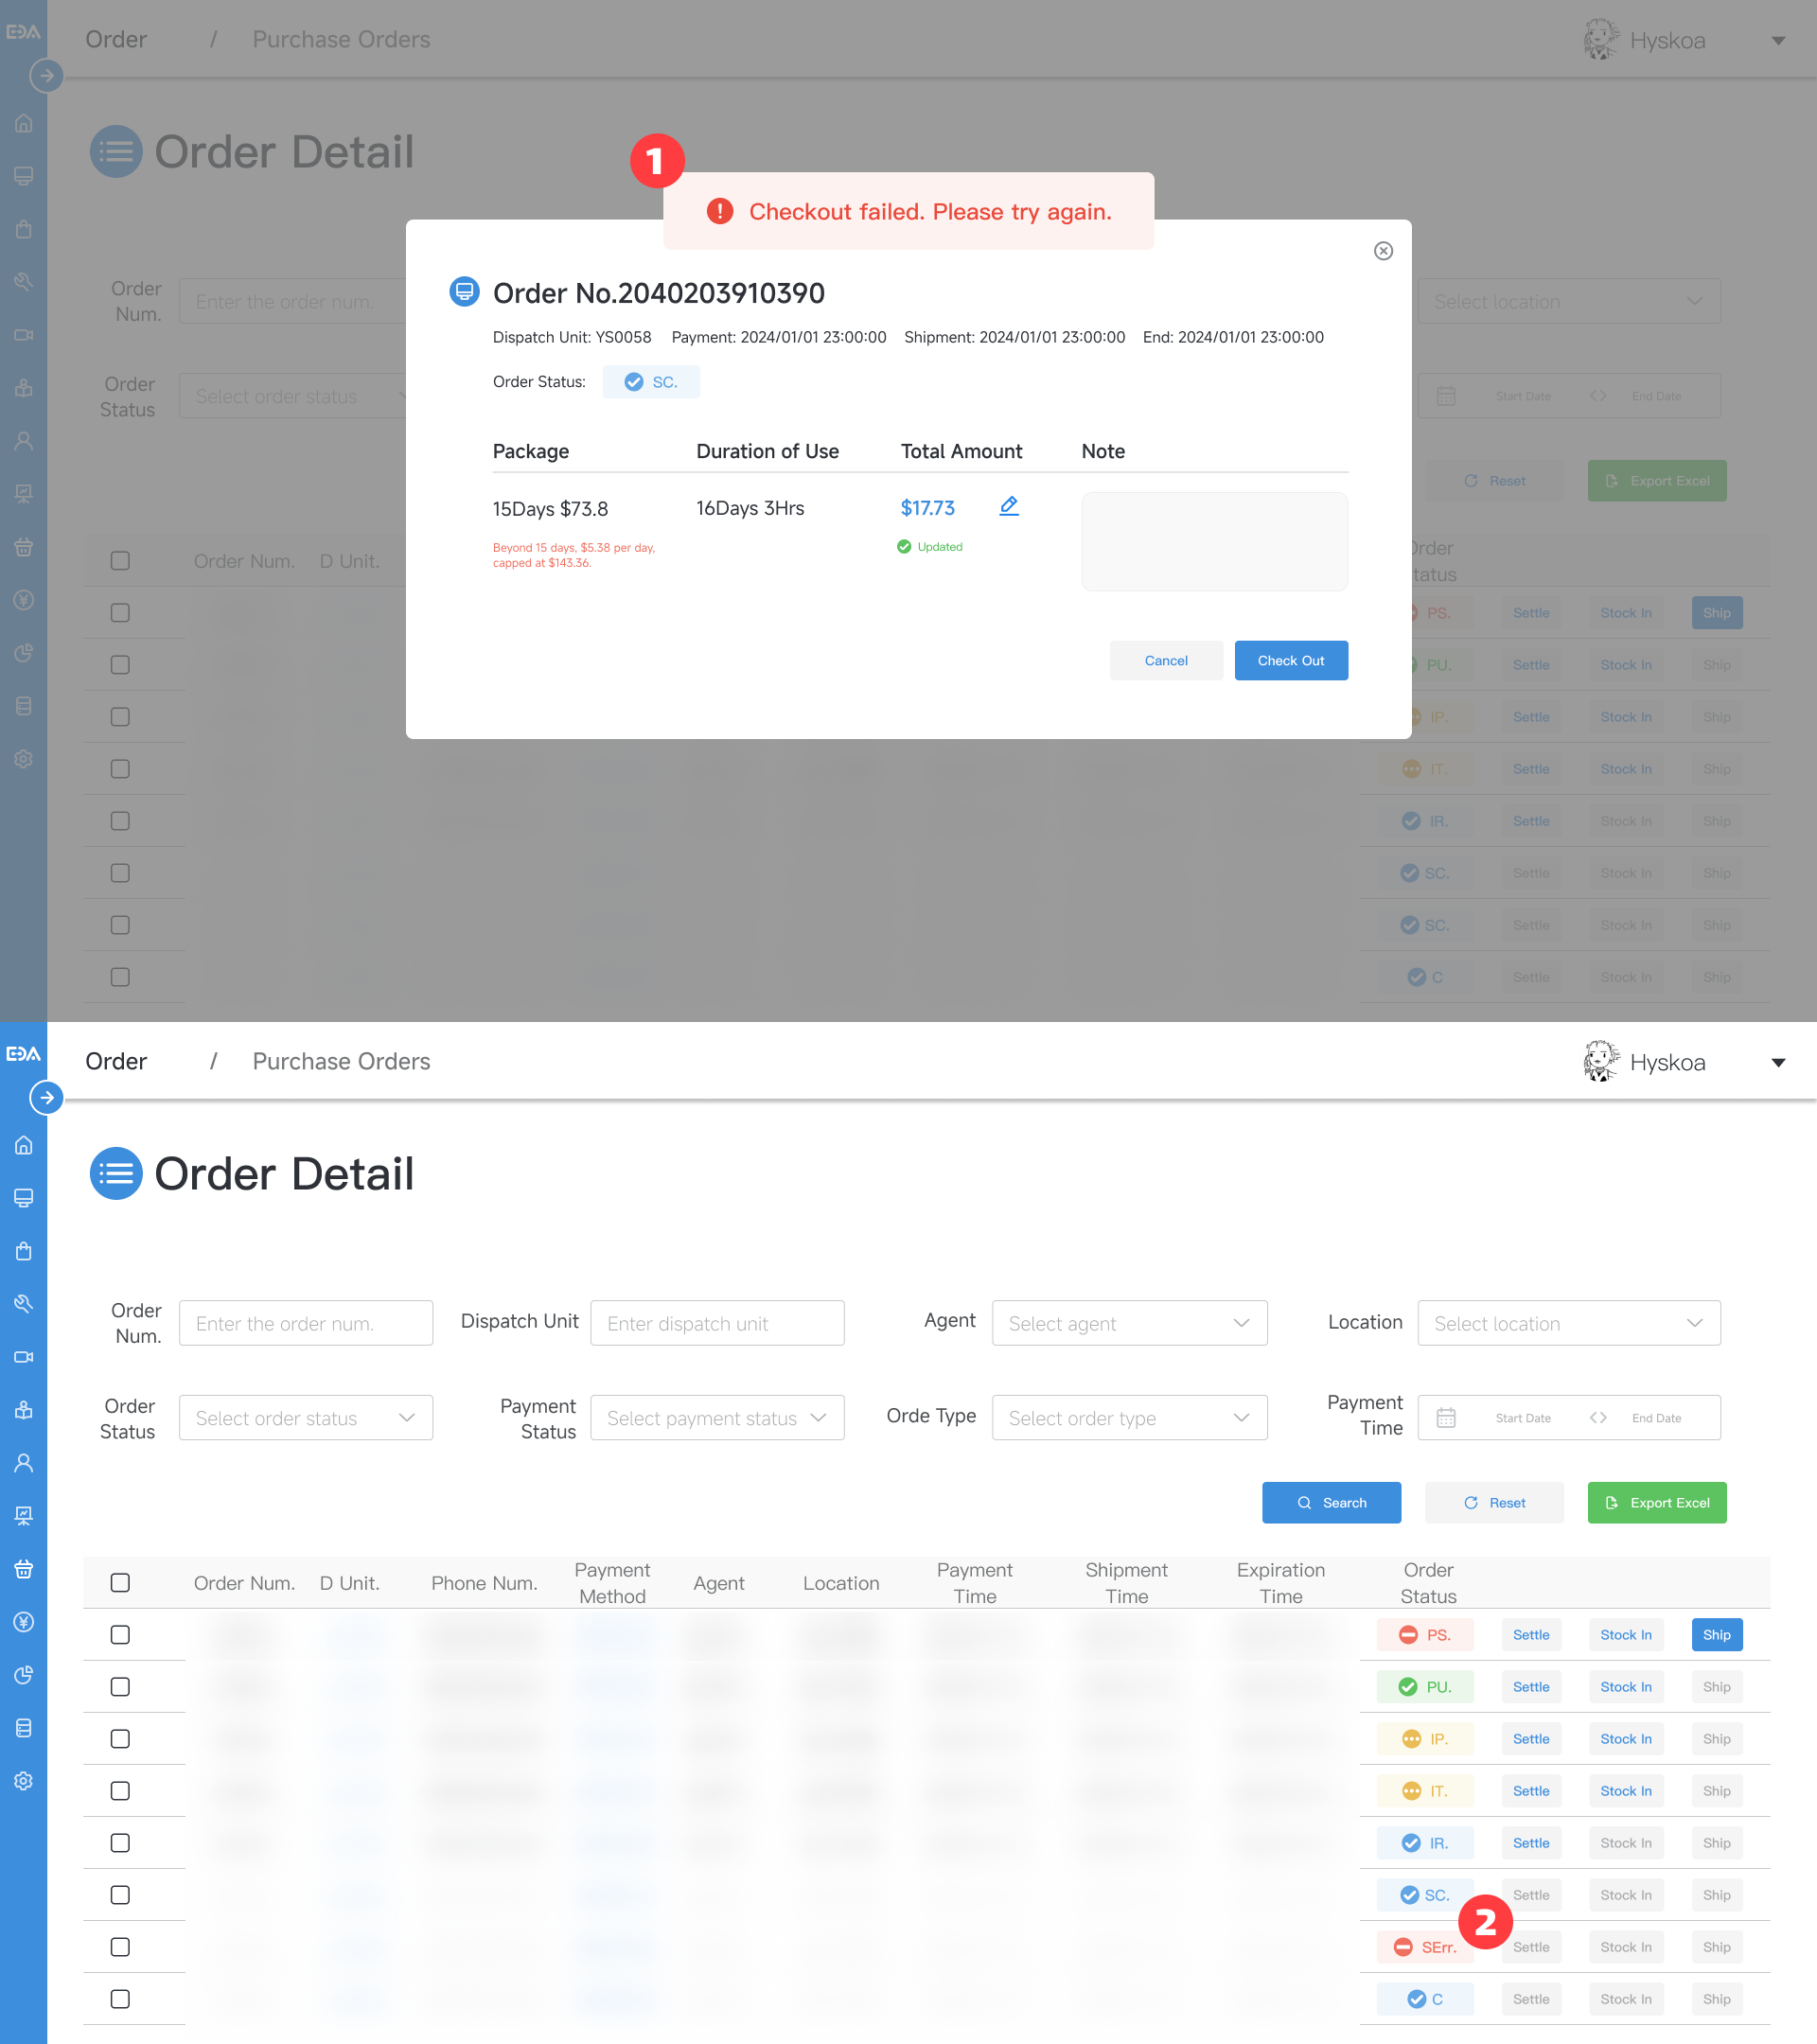 EDA
Order / Purchase Orders
Hyskoa
Order Detail
1
Checkout failed. Please try again.
Order No.2040203910390
Dispatch Unit: YS0058 Payment: 2024/01/01 23:00:00 Shipment: 2024/01/01 23:00:00 End: 2024/01/01 23:00:00
Order Status: SC.
Package Duration of Use Total Amount Note
15Days $73.8 16Days 3Hrs $17.73
Beyond 15 days, $5.38 per day,
capped at $143.36.
Updated
Cancel Check Out
Order
Num.
Enter the order num.
Select location
Order
Status
Select order status
Start Date <> End Date
Reset Export Excel
Order Num. D Unit.
Order
Status
PS. Settle Stock In Ship
PU. Settle Stock In Ship
IP. Settle Stock In Ship
IT. Settle Stock In Ship
IR. Settle Stock In Ship
SC. Settle Stock In Ship
SC. Settle Stock In Ship
C Settle Stock In Ship
EDA
Order / Purchase Orders
Hyskoa
Order Detail
Order
Num.
Enter the order num.
Dispatch Unit
Enter dispatch unit
Agent
Select agent
Location
Select location
Order
Status
Select order status
Payment
Status
Select payment status
Orde Type
Select order type
Payment
Time
Start Date <> End Date
Search Reset Export Excel
Order Num. D Unit. Phone Num.
Payment
Method
Agent Location
Payment
Time
Shipment
Time
Expiration
Time
Order
Status
PS. Settle Stock In Ship
PU. Settle Stock In Ship
IP. Settle Stock In Ship
IT. Settle Stock In Ship
IR. Settle Stock In Ship
SC. Settle Stock In Ship
2
SErr. Settle Stock In Ship
C Settle Stock In Ship